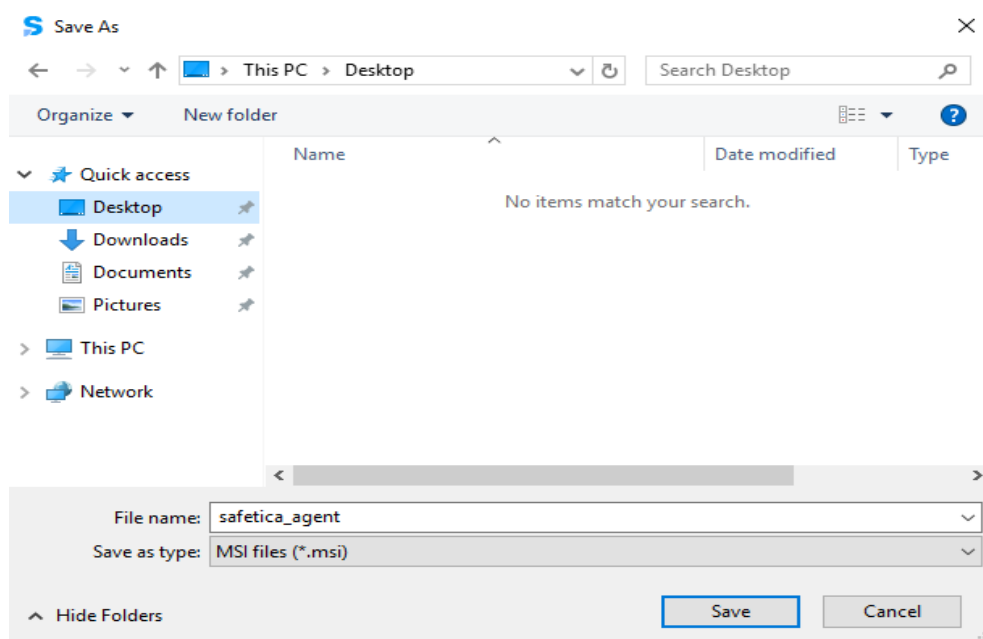 Save As
This PC > Desktop
Search Desktop
Organize
New folder
Name
Date modified
Type
Quick access
No items match your search.
Desktop
Downloads
Documents
Pictures
This PC
Network
File name: safetica_agent
Save as type: MSI files (*.msi)
Hide Folders
Save
Cancel